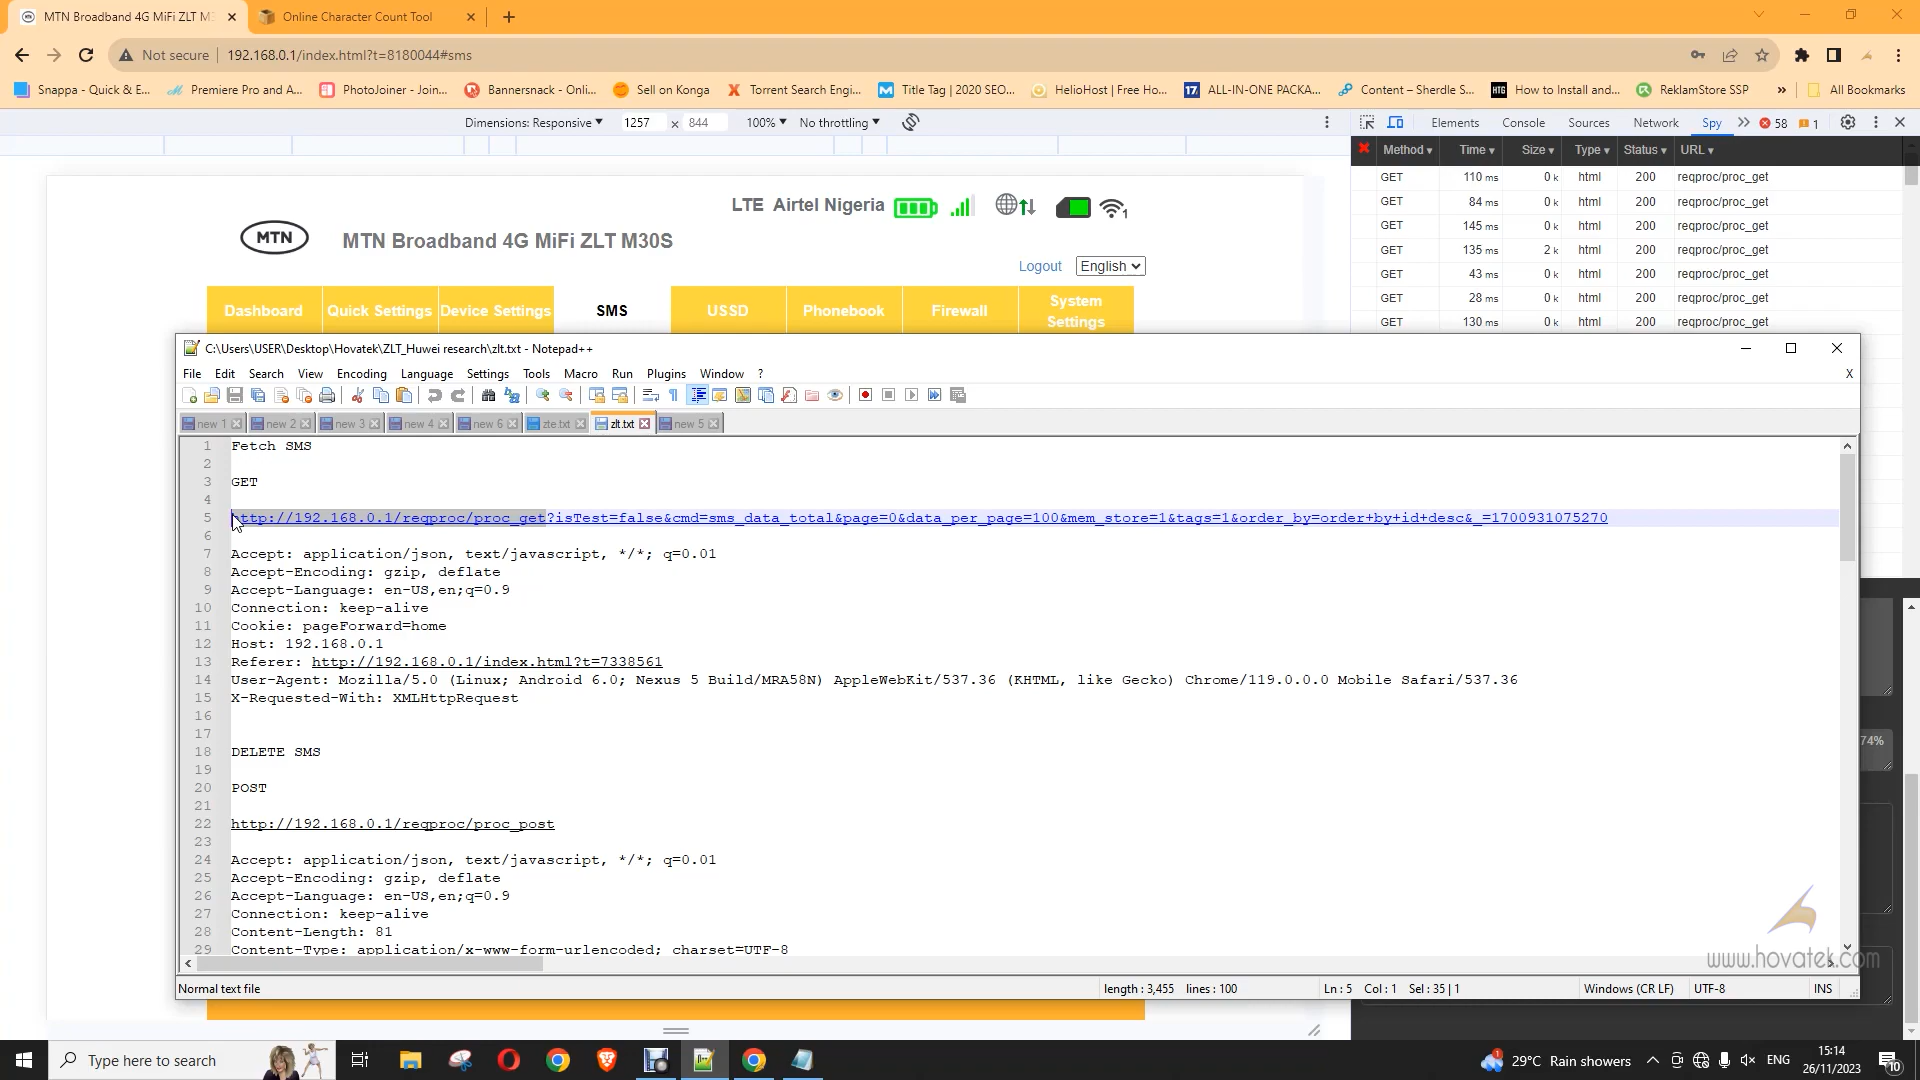 MTN Broadband 4G MiFi ZLT M3
Online Character Count Tool
Not secure
192.168.0.1/index.html?t=8180044#sms
Snappa - Quick & E...
Premiere Pro and A...
PhotoJoiner - Join...
Bannersnack - Onli...
Sell on Konga
Torrent Search Engi...
Title Tag | 2020 SEO...
HelioHost | Free Ho...
17 ALL-IN-ONE PACKA...
Content – Sherdle S...
How to Install and...
ReklamStore SSP
»
All Bookmarks
Dimensions: Responsive 1257 x 844 100% No throttling
Elements Console Sources Network Spy » 58 1
Method Time Size Type Status URL
GET 110 ms 0 k html 200 reqproc/proc_get
GET 84 ms 0 k html 200 reqproc/proc_get
GET 145 ms 0 k html 200 reqproc/proc_get
GET 135 ms 2 k html 200 reqproc/proc_get
GET 43 ms 0 k html 200 reqproc/proc_get
GET 28 ms 0 k html 200 reqproc/proc_get
GET 130 ms 0 k html 200 reqproc/proc_get
LTE Airtel Nigeria
1
MTN
MTN Broadband 4G MiFi ZLT M30S
Logout English
Dashboard Quick Settings Device Settings SMS USSD Phonebook Firewall System Settings
C:\Users\USER\Desktop\Hovatek\ZLT_Huwei research\zlt.txt - Notepad++
File Edit Search View Encoding Language Settings Tools Macro Run Plugins Window ?
X
new 1 new 2 new 3 new 4 new 6 zte.txt zlt.txt new 5
1 Fetch SMS
2
3 GET
4
5 http://192.168.0.1/reqproc/proc_get?isTest=false&cmd=sms_data_total&page=0&data_per_page=100&mem_store=1&tags=1&order_by=order+by+id+desc&_=1700931075270
6
7 Accept: application/json, text/javascript, */*; q=0.01
8 Accept-Encoding: gzip, deflate
9 Accept-Language: en-US,en;q=0.9
10 Connection: keep-alive
11 Cookie: pageForward=home
12 Host: 192.168.0.1
13 Referer: http://192.168.0.1/index.html?t=7338561
14 User-Agent: Mozilla/5.0 (Linux; Android 6.0; Nexus 5 Build/MRA58N) AppleWebKit/537.36 (KHTML, like Gecko) Chrome/119.0.0.0 Mobile Safari/537.36
15 X-Requested-With: XMLHttpRequest
16
17
18 DELETE SMS
19
20 POST
21
22 http://192.168.0.1/reqproc/proc_post
23
24 Accept: application/json, text/javascript, */*; q=0.01
25 Accept-Encoding: gzip, deflate
26 Accept-Language: en-US,en;q=0.9
27 Connection: keep-alive
28 Content-Length: 81
29 Content-Type: application/x-www-form-urlencoded; charset=UTF-8
74%
www.hovatek.com
Normal text file length : 3,455 lines : 100 Ln : 5 Col : 1 Sel : 35 | 1 Windows (CR LF) UTF-8 INS
Type here to search
1 29°C Rain showers ENG 15:14
26/11/2023 10